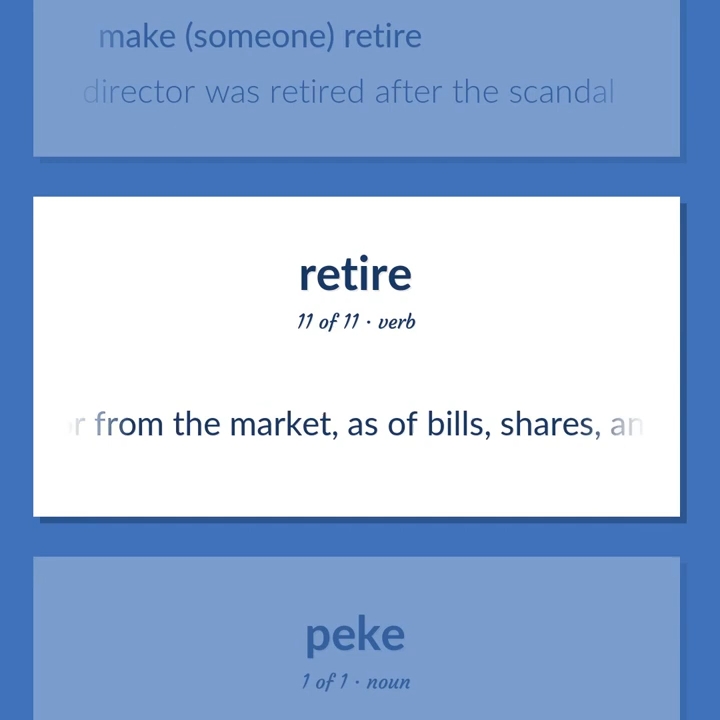 make (someone) retire
director was retired after the scandal
retire
11 of 11 · verb
from the market, as of bills, shares,
peke
1 of 1 · noun